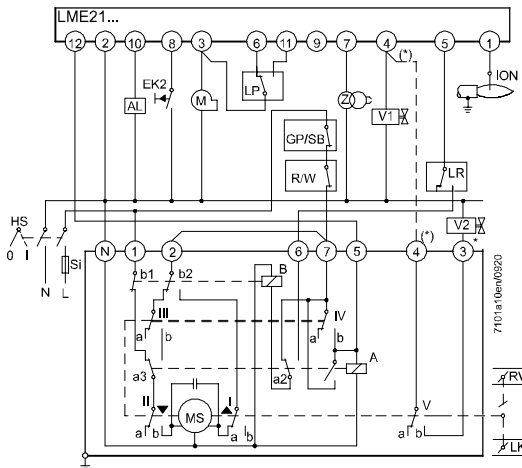 LME21...
12 2 10 8 3 6 11 9 7 4 (*) 5 1
EK2
ION
AL M LP Z V1
GP/SB
R/W
LR
HS
V2
0 I
Si
N L
N 1 2 6 7 5 4 (*) 3 *
b1 b2 B
III IV
a b a b
A
a3 a2
II I V
MS
a b a b a b
RV
LK
7101a10en/0920